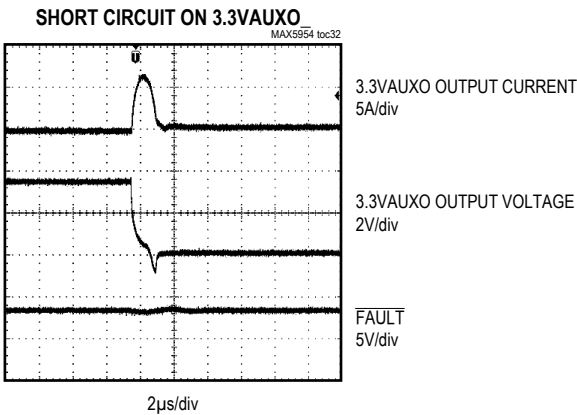 SHORT CIRCUIT ON 3.3VAUXO_
MAX5954 toc32
3.3VAUXO OUTPUT CURRENT
5A/div
3.3VAUXO OUTPUT VOLTAGE
2V/div
FAULT
5V/div
2µs/div